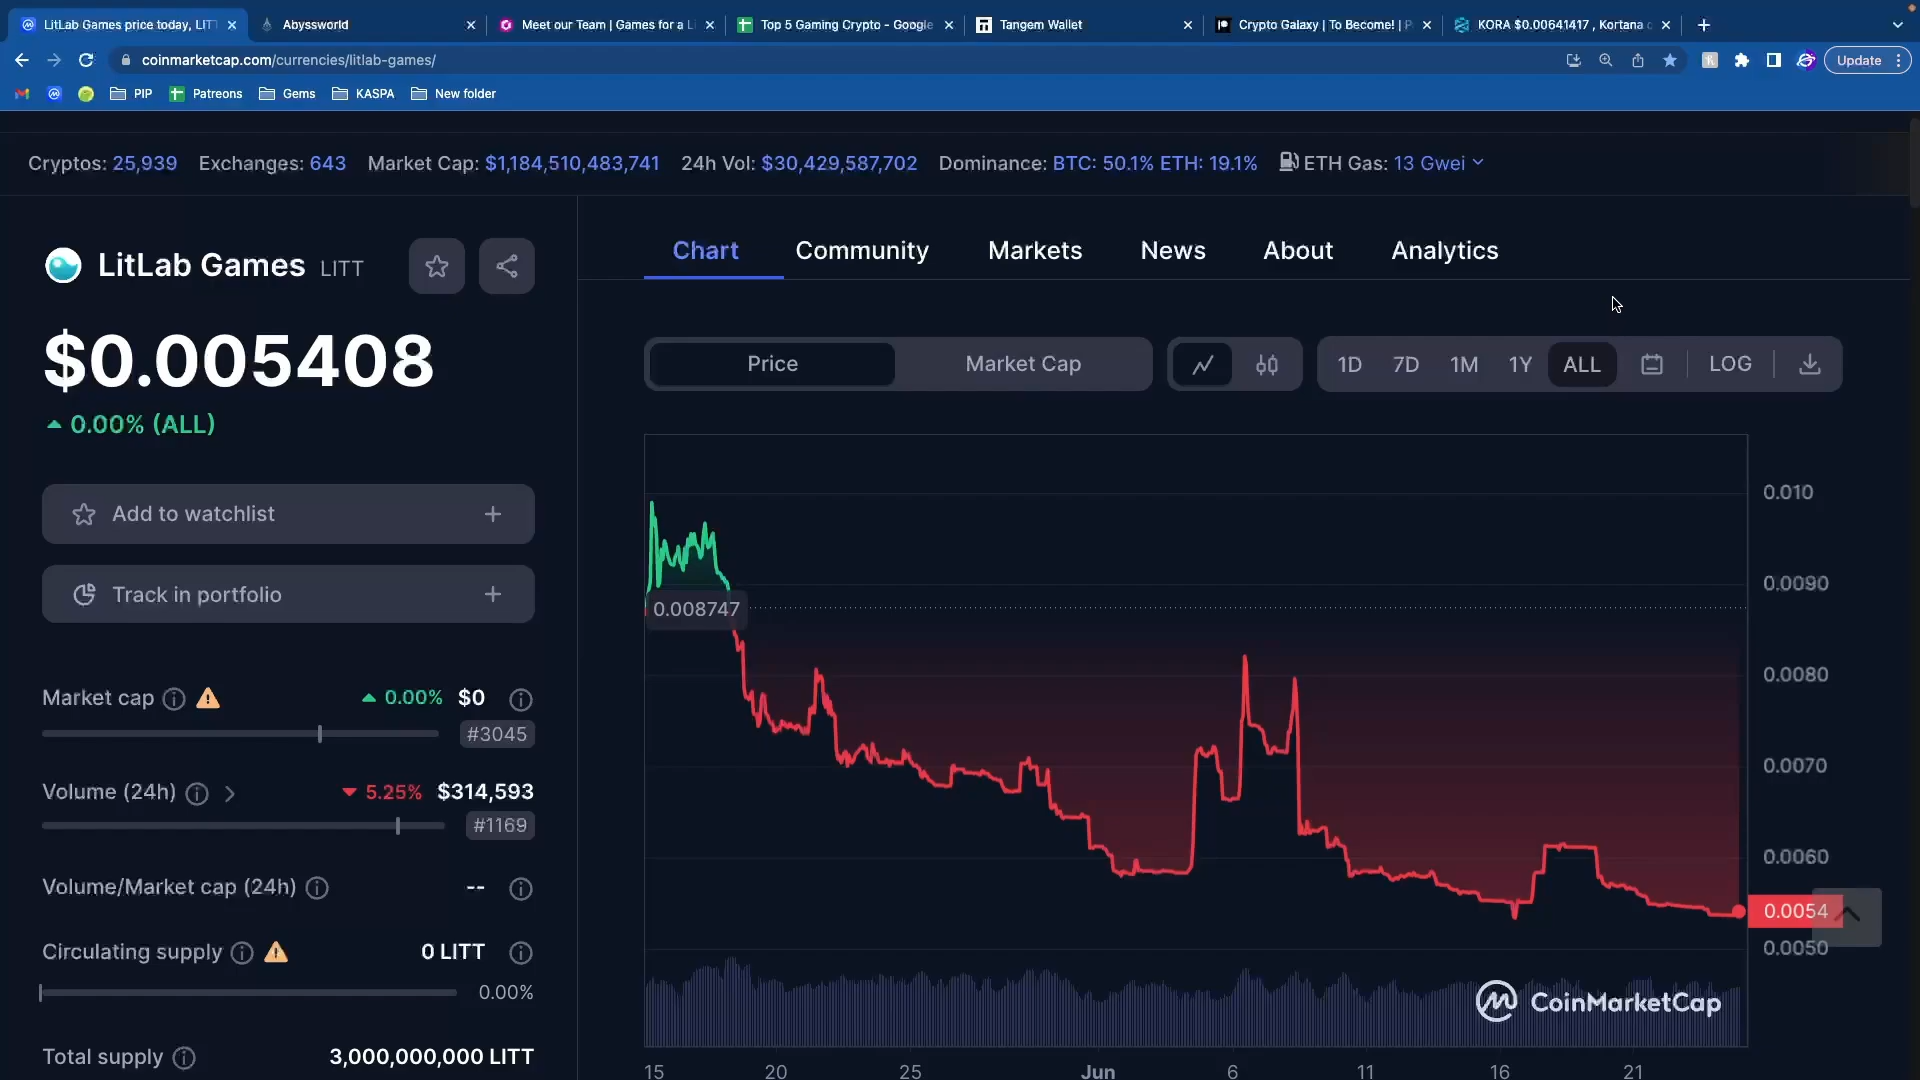 LitLab Games price today, LIT
Abyssworld
Meet our Team | Games for a Li
Top 5 Gaming Crypto - Google
Tangem Wallet
Crypto Galaxy | To Become! | P
KORA $0.00641417 , Kortana c
coinmarketcap.com/currencies/litlab-games/
Update
PIP
Patreons
Gems
KASPA
New folder
Cryptos: 25,939 Exchanges: 643 Market Cap: $1,184,510,483,741 24h Vol: $30,429,587,702 Dominance: BTC: 50.1% ETH: 19.1% ETH Gas: 13 Gwei
LitLab Games LITT
$0.005408
0.00% (ALL)
Add to watchlist
Track in portfolio
Market cap 0.00% $0
#3045
Volume (24h) 5.25% $314,593
#1169
Volume/Market cap (24h) --
Circulating supply 0 LITT
0.00%
Total supply 3,000,000,000 LITT
Chart Community Markets News About Analytics
Price Market Cap 1D 7D 1M 1Y ALL LOG
0.010
0.0090
0.008747
0.0080
0.0070
0.0060
0.0054
0.0050
CoinMarketCap
15 20 25 Jun 6 11 16 21